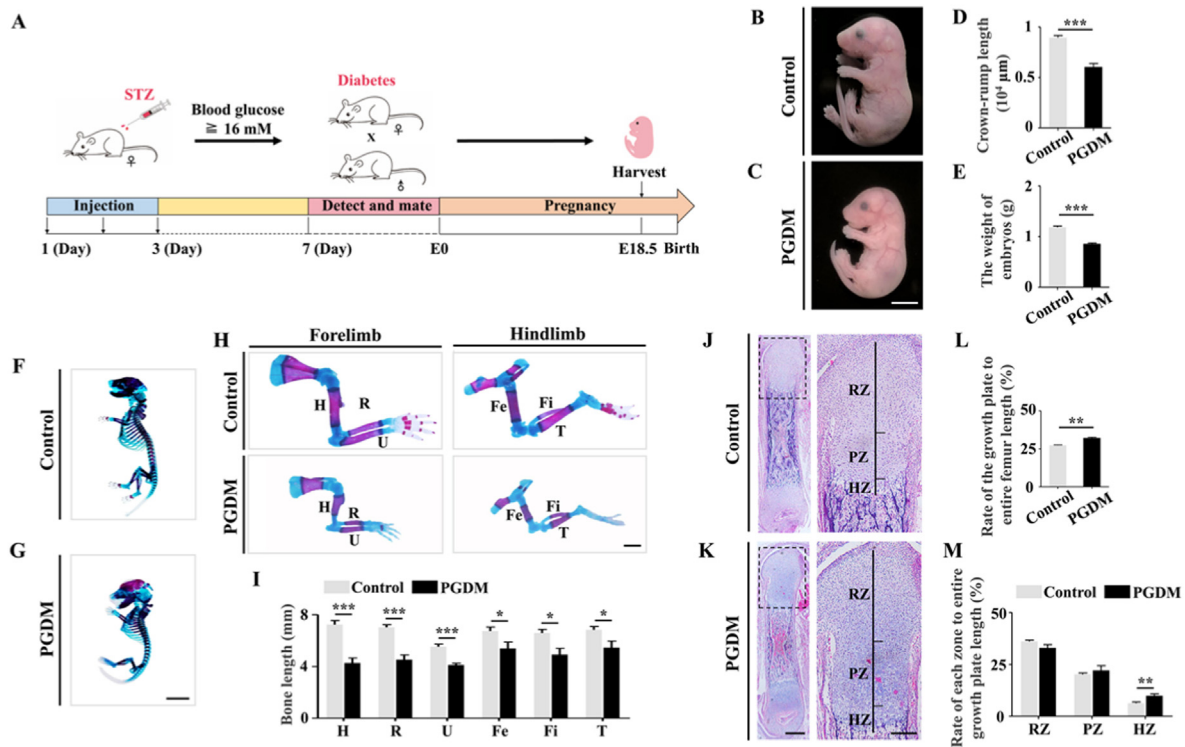 A
STZ
Blood glucose
≧ 16 mM
Diabetes
♀
♀
X
♂
Harvest
Injection
Detect and mate
Pregnancy
1 (Day)
3 (Day)
7 (Day)
E0
E18.5
Birth
B
Control
C
PGDM
D
Crown-rump length
(10⁴ μm)
1
0.5
0
***
Control
PGDM
E
The weight of
embryos (g)
2
1
0
***
Control
PGDM
F
Control
G
PGDM
H
Forelimb
Hindlimb
Control
H
R
U
Fe
Fi
T
PGDM
H
R
U
Fe
Fi
T
I
Control
PGDM
Bone length (mm)
8
4
0
***
***
***
*
*
*
H
R
U
Fe
Fi
T
J
Control
RZ
PZ
HZ
K
PGDM
RZ
PZ
HZ
L
Rate of the growth plate to
entire femur length (%)
50
25
0
**
Control
PGDM
M
Control
PGDM
Rate of each zone to entire
growth plate length (%)
50
25
0
**
RZ
PZ
HZ